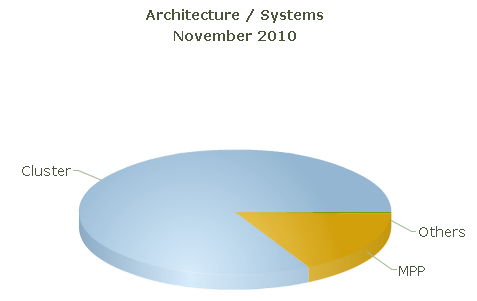 Architecture / Systems
November 2010
Cluster
Others
MPP